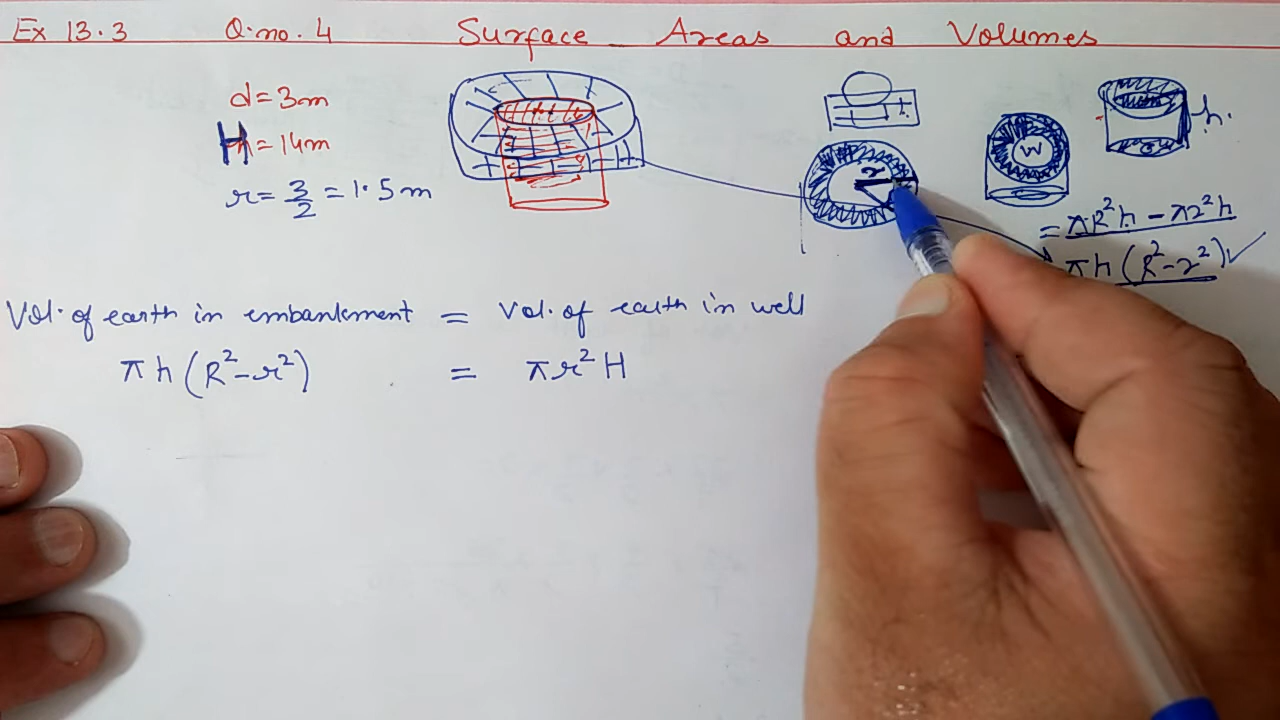 Ex 13.3 Q.no.4 Surface Areas and Volumes
d = 3m
H = 14m
r = 3/2 = 1.5m
r
W
h.
= πR²h − πr²h
πh(R²−r²) ✓
Vol. of earth in embankment = Vol. of earth in well
πh(R²−r²) = πr²H